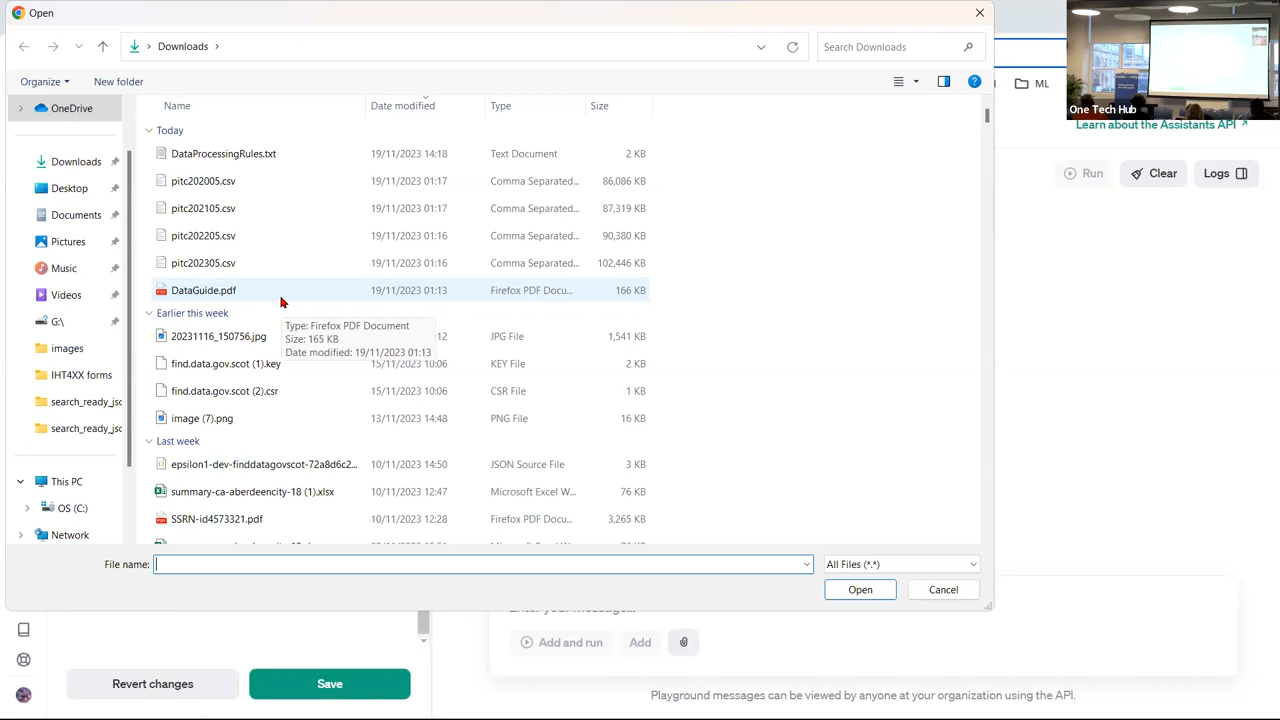 Open
Downloads
Search Downloads
Organize
New folder
ML
One Tech Hub
Learn about the Assistants API
Run
Clear
Logs
OneDrive
Downloads
Desktop
Documents
Pictures
Music
Videos
G:\
images
IHT4XX forms
search_ready_jsc
search_ready_jsc
This PC
OS (C:)
Network
Name Date modified Type Size
Today
DataProcessingRules.txt 19/11/2023 14:18 Text Document 2 KB
pitc202005.csv 19/11/2023 01:17 Comma Separated... 86,086 KB
pitc202105.csv 19/11/2023 01:17 Comma Separated... 87,319 KB
pitc202205.csv 19/11/2023 01:16 Comma Separated... 90,380 KB
pitc202305.csv 19/11/2023 01:16 Comma Separated... 102,446 KB
DataGuide.pdf 19/11/2023 01:13 Firefox PDF Docu... 166 KB
Earlier this week
20231116_150756.jpg 12 JPG File 1,541 KB
Type: Firefox PDF Document
Size: 165 KB
Date modified: 19/11/2023 01:13
find.data.gov.scot (1).key 15/11/2023 10:06 KEY File 2 KB
find.data.gov.scot (2).csr 15/11/2023 10:06 CSR File 1 KB
image (7).png 13/11/2023 14:48 PNG File 16 KB
Last week
epsilon1-dev-finddatagovscot-72a8d6c2... 10/11/2023 14:50 JSON Source File 3 KB
summary-ca-aberdeencity-18 (1).xlsx 10/11/2023 12:47 Microsoft Excel W... 76 KB
SSRN-id4573321.pdf 10/11/2023 12:28 Firefox PDF Docu... 3,265 KB
File name:
All Files (*.*)
Open
Cancel
Enter your message...
Add and run
Add
Revert changes
Save
Playground messages can be viewed by anyone at your organization using the API.